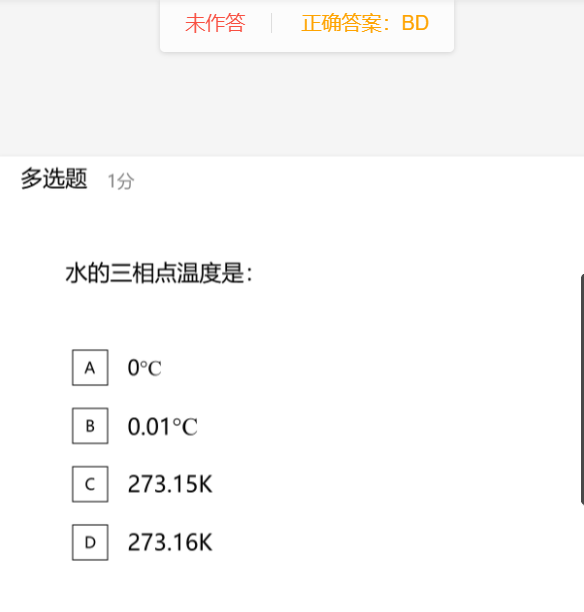 未作答 正确答案：BD
多选题 1分
水的三相点温度是：
A 0℃
B 0.01℃
C 273.15K
D 273.16K